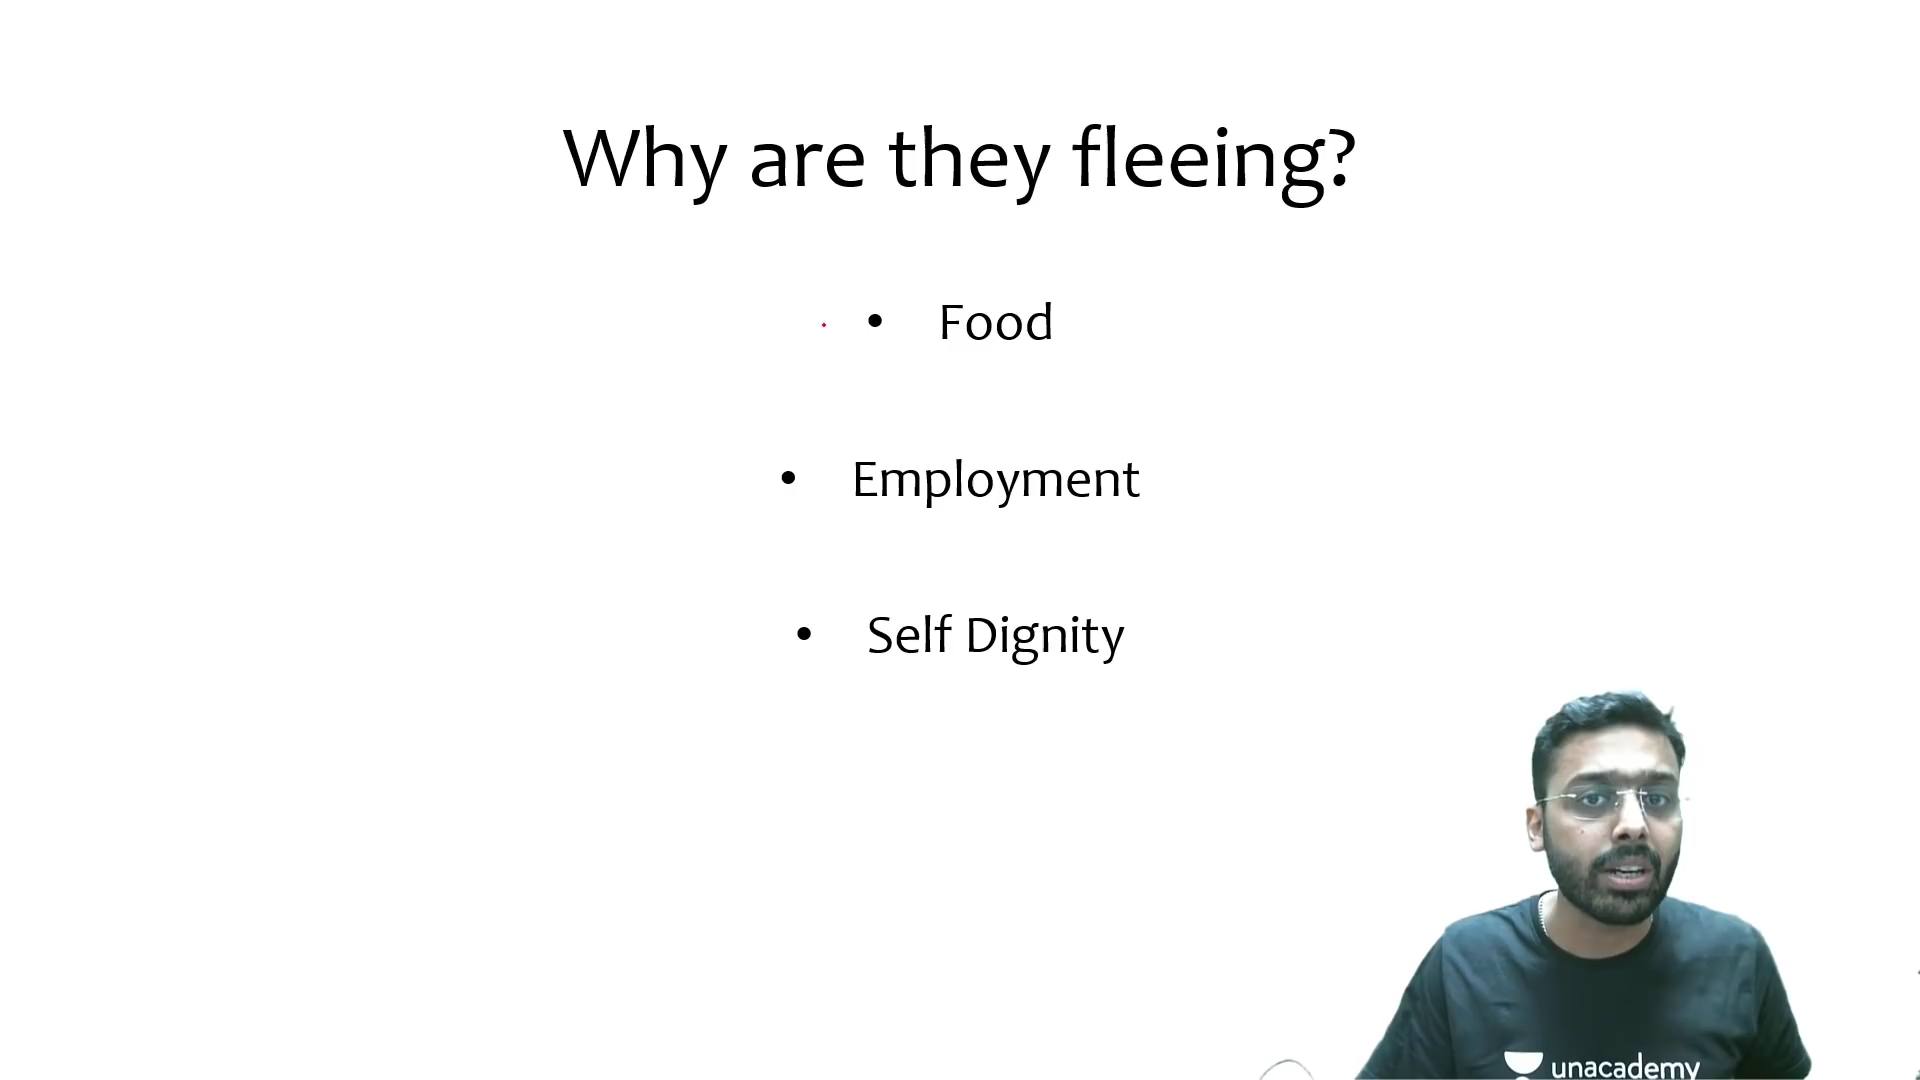 Why are they fleeing?
• Food
• Employment
• Self Dignity
unacademy